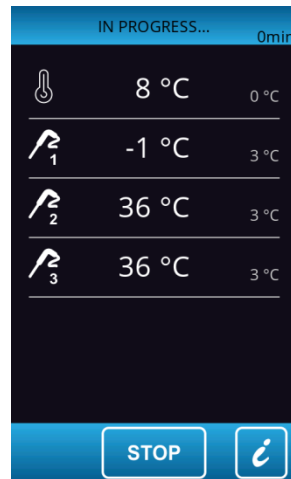 IN PROGRESS...
0min
8 °C
0 °C
1
-1 °C
3 °C
2
36 °C
3 °C
3
36 °C
3 °C
STOP
i